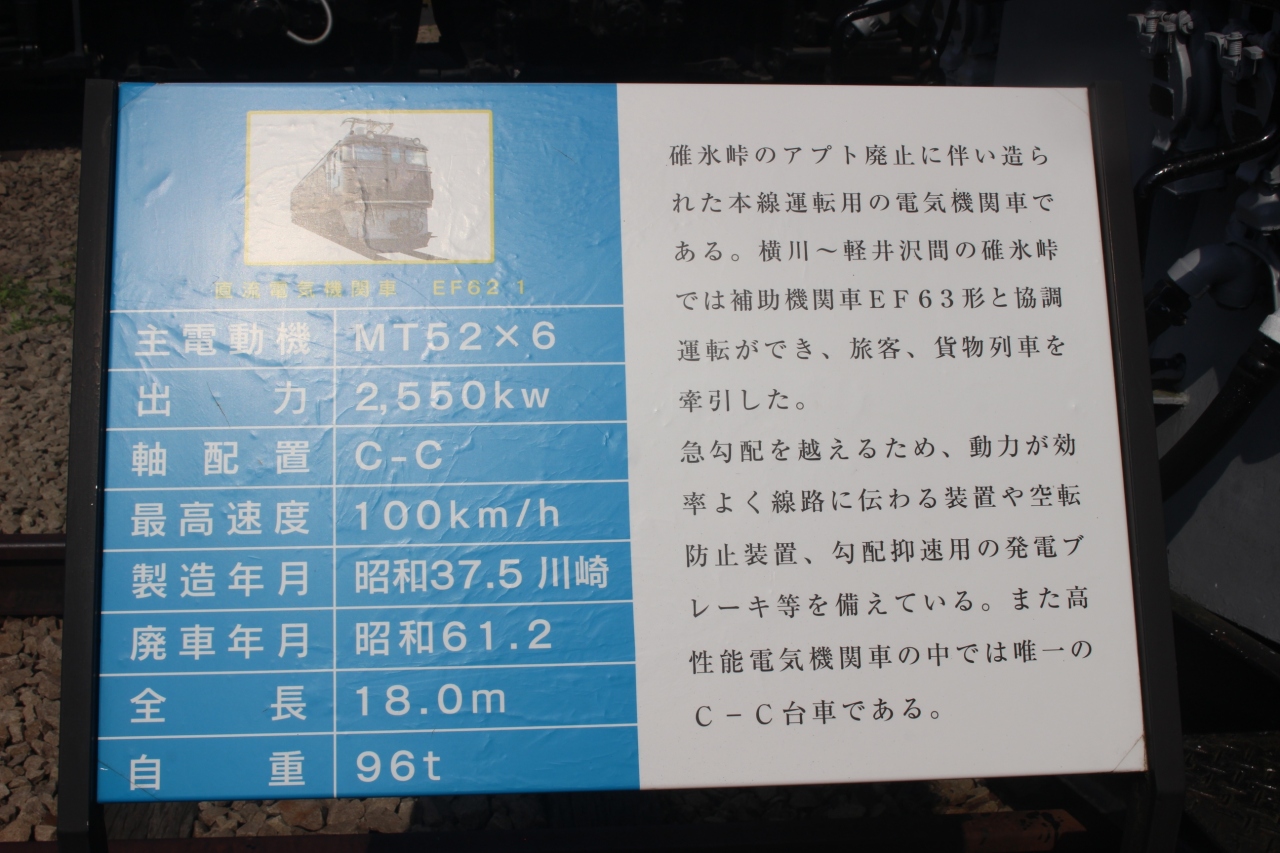 直流電気機関車 EF62 1
主電動機 MT52×6
出力 2,550kw
軸配置 C-C
最高速度 100km/h
製造年月 昭和37.5 川崎
廃車年月 昭和61.2
全長 18.0m
自重 96t
碓氷峠のアプト廃止に伴い造ら
れた本線運転用の電気機関車で
ある。横川～軽井沢間の碓氷峠
では補助機関車EF63形と協調
運転ができ、旅客、貨物列車を
牽引した。
急勾配を越えるため、動力が効
率よく線路に伝わる装置や空転
防止装置、勾配抑速用の発電ブ
レーキ等を備えている。また高
性能電気機関車の中では唯一の
C－C台車である。